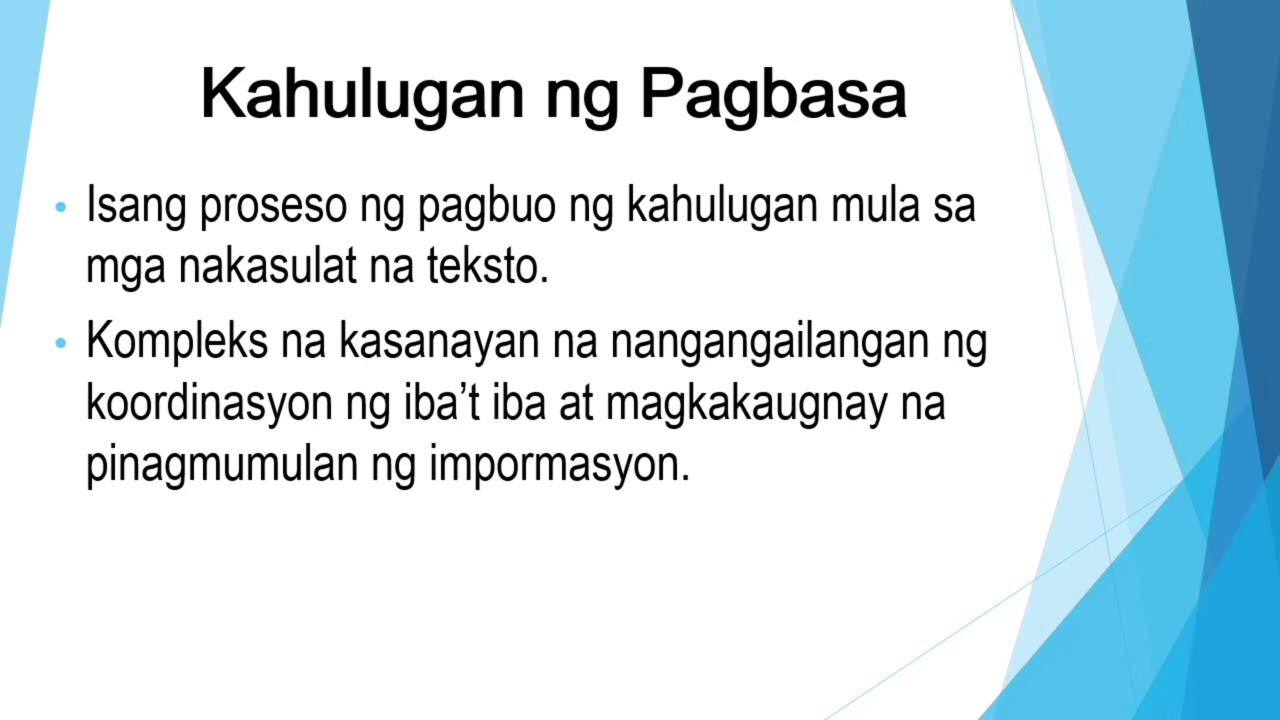 Kahulugan ng Pagbasa
• Isang proseso ng pagbuo ng kahulugan mula sa
mga nakasulat na teksto.
• Kompleks na kasanayan na nangangailangan ng
koordinasyon ng iba’t iba at magkakaugnay na
pinagmumulan ng impormasyon.